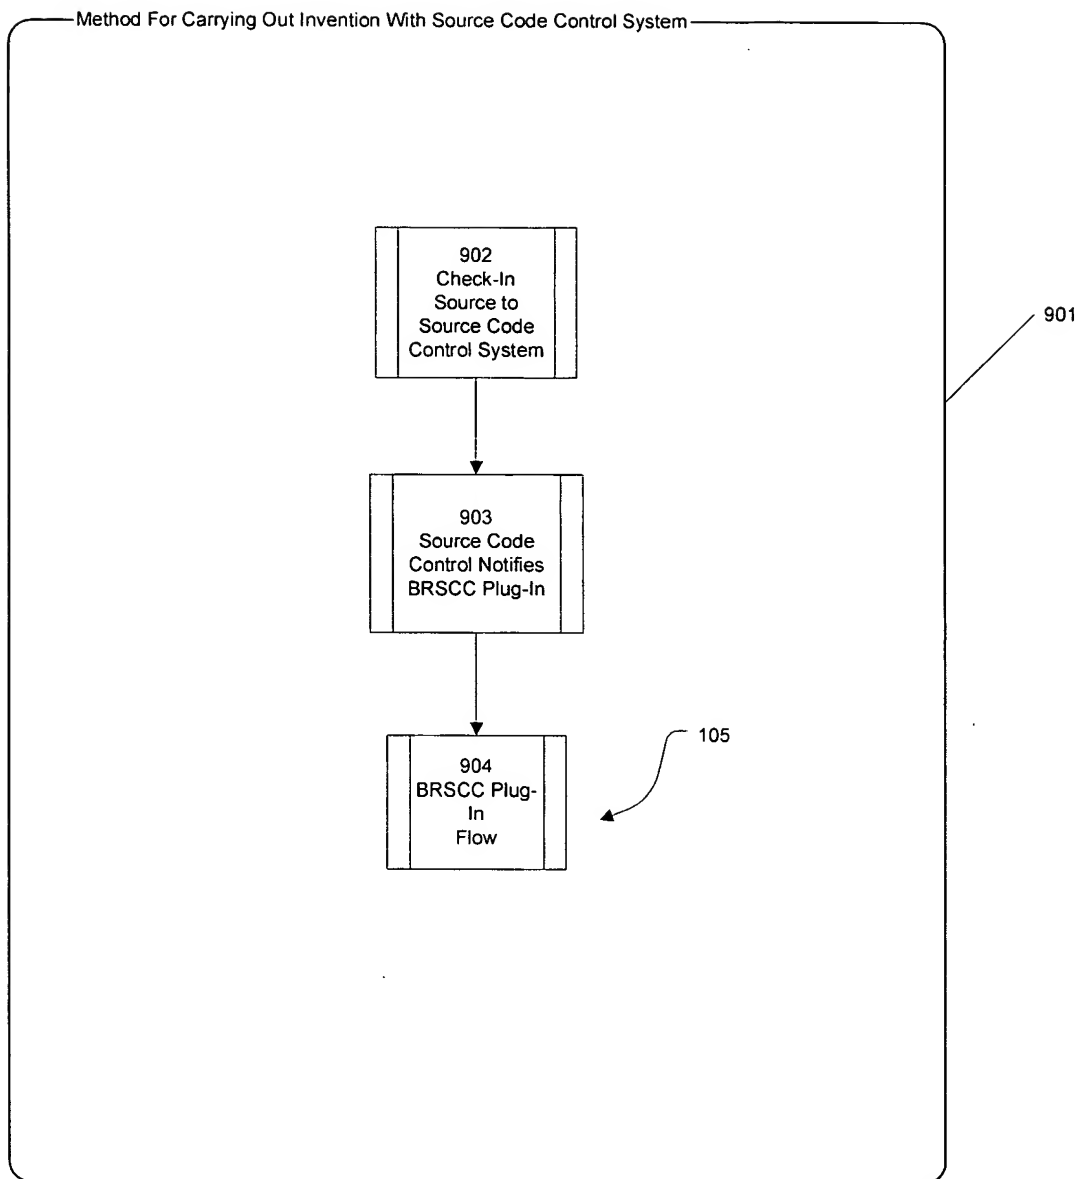 Method For Carrying Out Invention With Source Code Control System
902
Check-In
Source to
Source Code
Control System
901
903
Source Code
Control Notifies
BRSCC Plug-In
105
904
BRSCC Plug-
In
Flow